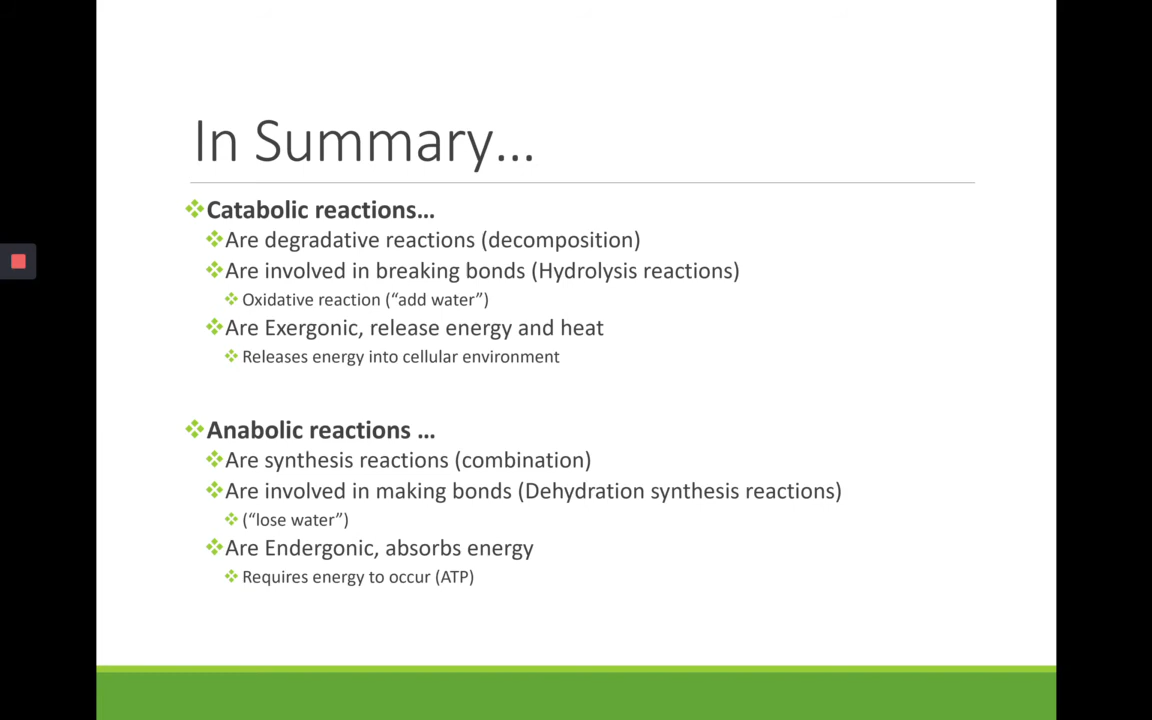 In Summary…
Catabolic reactions…
Are degradative reactions (decomposition)
Are involved in breaking bonds (Hydrolysis reactions)
Oxidative reaction (“add water”)
Are Exergonic, release energy and heat
Releases energy into cellular environment
Anabolic reactions …
Are synthesis reactions (combination)
Are involved in making bonds (Dehydration synthesis reactions)
(“lose water”)
Are Endergonic, absorbs energy
Requires energy to occur (ATP)